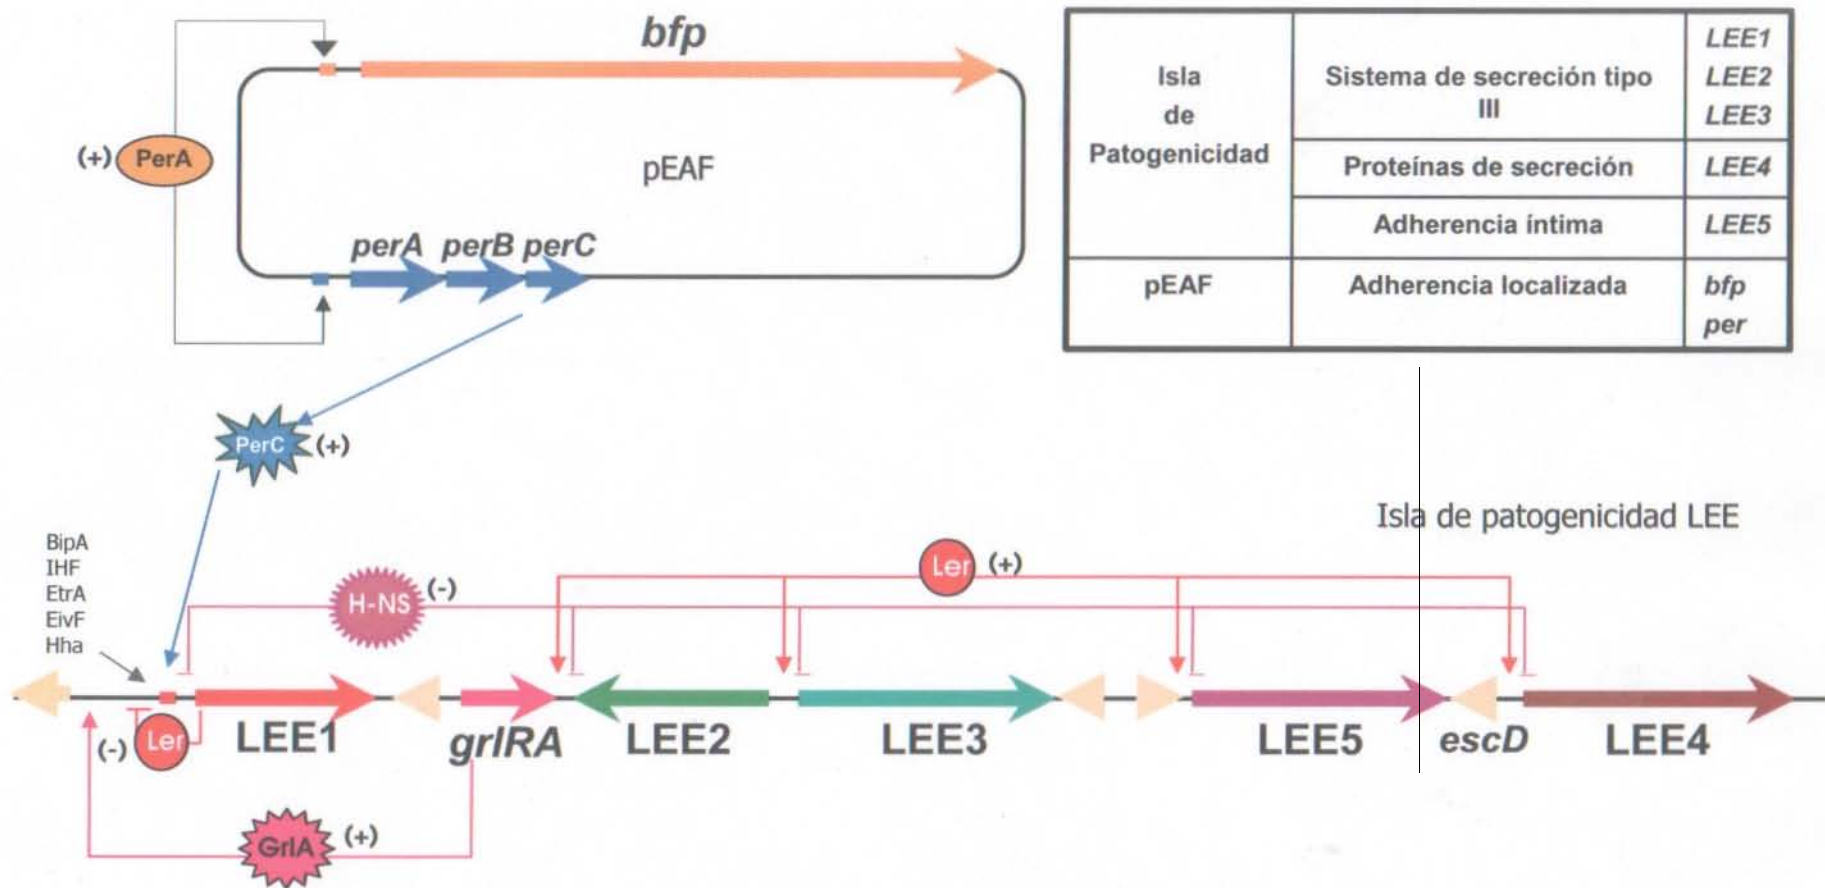 bfp
(+) PerA
pEAF
perA perB perC
Isla
de
Patogenicidad
Sistema de secreción tipo
III
LEE1
LEE2
LEE3
Proteínas de secreción
LEE4
Adherencia íntima
LEE5
pEAF
Adherencia localizada
bfp
per
PerC (+)
Isla de patogenicidad LEE
BipA
IHF
EtrA
EivF
Hha
H-NS (-)
Ler (+)
(-) Ler
LEE1
grlRA
LEE2
LEE3
LEE5
escD
LEE4
GrlA (+)